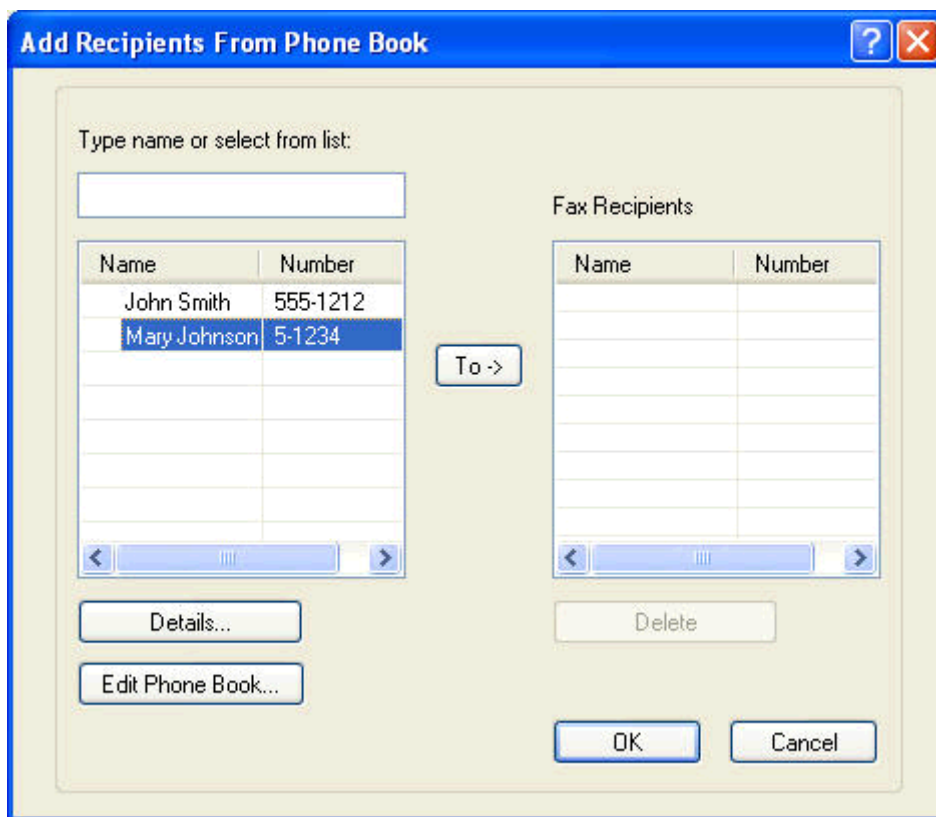 Add Recipients From Phone Book
Type name or select from list:
Fax Recipients
Name Number
John Smith 555-1212
Mary Johnson 5-1234
To ->
Name Number
Details...
Delete
Edit Phone Book...
OK Cancel